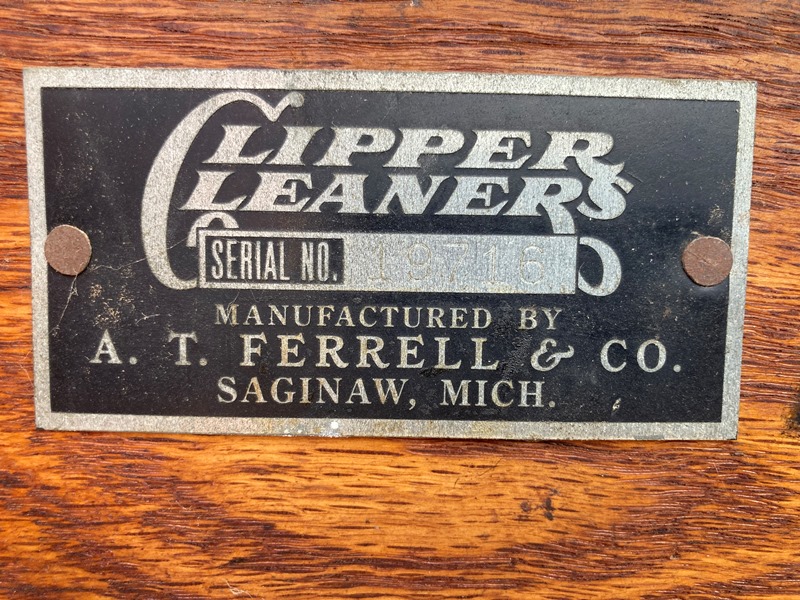 CLIPPER
CLEANERS
SERIAL NO. 19716
MANUFACTURED BY
A. T. FERRELL & CO.
SAGINAW, MICH.